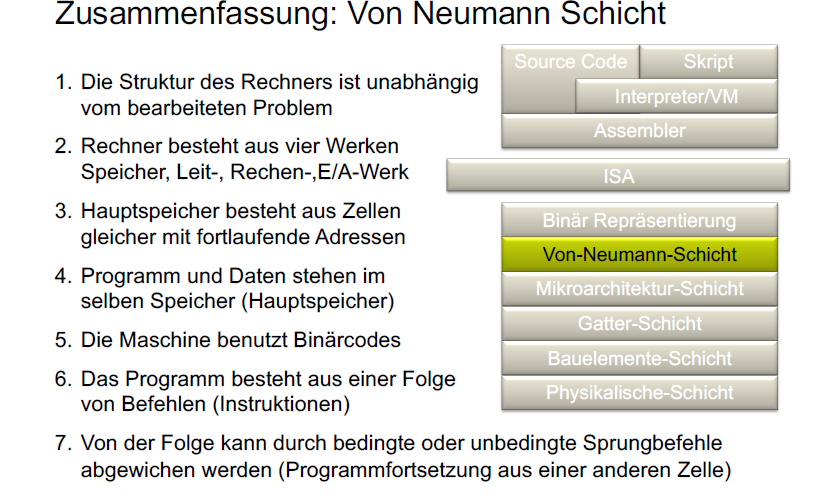 Zusammenfassung: Von Neumann Schicht
1. Die Struktur des Rechners ist unabhängig
vom bearbeiteten Problem
2. Rechner besteht aus vier Werken
Speicher, Leit-, Rechen-,E/A-Werk
3. Hauptspeicher besteht aus Zellen
gleicher mit fortlaufende Adressen
4. Programm und Daten stehen im
selben Speicher (Hauptspeicher)
5. Die Maschine benutzt Binärcodes
6. Das Programm besteht aus einer Folge
von Befehlen (Instruktionen)
7. Von der Folge kann durch bedingte oder unbedingte Sprungbefehle
abgewichen werden (Programmfortsetzung aus einer anderen Zelle)
Source Code
Skript
Interpreter/VM
Assembler
ISA
Binär Repräsentierung
Von-Neumann-Schicht
Mikroarchitektur-Schicht
Gatter-Schicht
Bauelemente-Schicht
Physikalische-Schicht